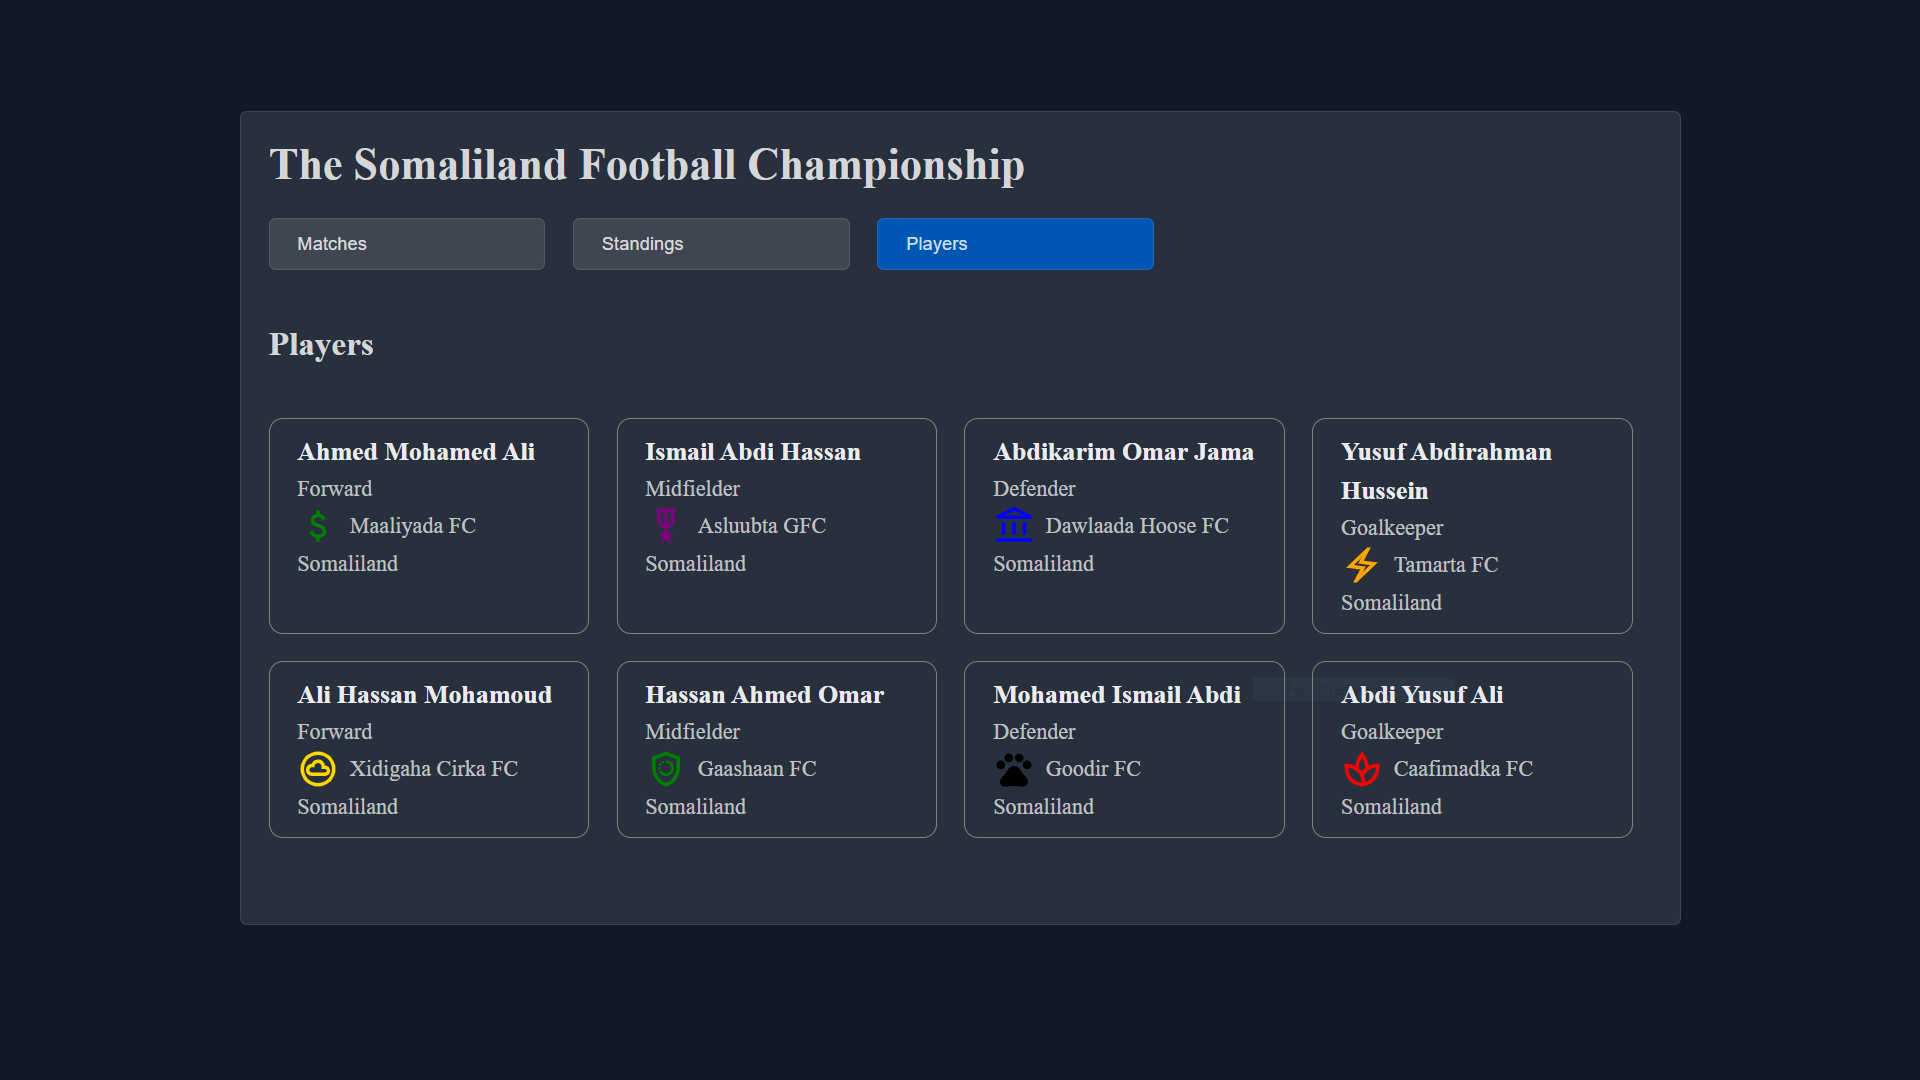 The Somaliland Football Championship
Matches
Standings
Players
Players
Ahmed Mohamed Ali
Forward
Maaliyada FC
Somaliland
Ismail Abdi Hassan
Midfielder
Asluubta GFC
Somaliland
Abdikarim Omar Jama
Defender
Dawlaada Hoose FC
Somaliland
Yusuf Abdirahman
Hussein
Goalkeeper
Tamarta FC
Somaliland
Ali Hassan Mohamoud
Forward
Xidigaha Cirka FC
Somaliland
Hassan Ahmed Omar
Midfielder
Gaashaan FC
Somaliland
Mohamed Ismail Abdi
Defender
Goodir FC
Somaliland
Abdi Yusuf Ali
Goalkeeper
Caafimadka FC
Somaliland